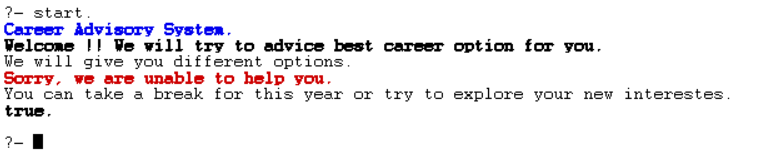 ?- start.
Career Advisory System.
Welcome !! We will try to advice best career option for you.
We will give you different options.
Sorry, we are unable to help you.
You can take a break for this year or try to explore your new interestes.
true.
?-